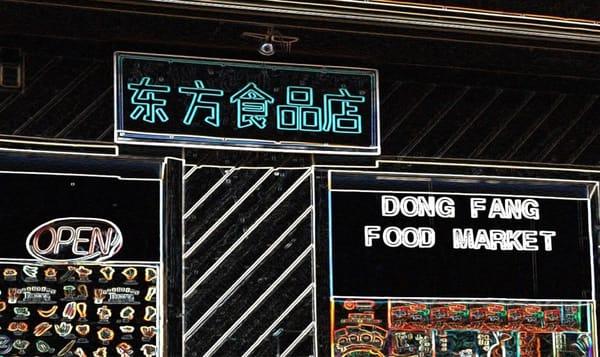 东方食品店
DONG FANG
FOOD MARKET
OPEN